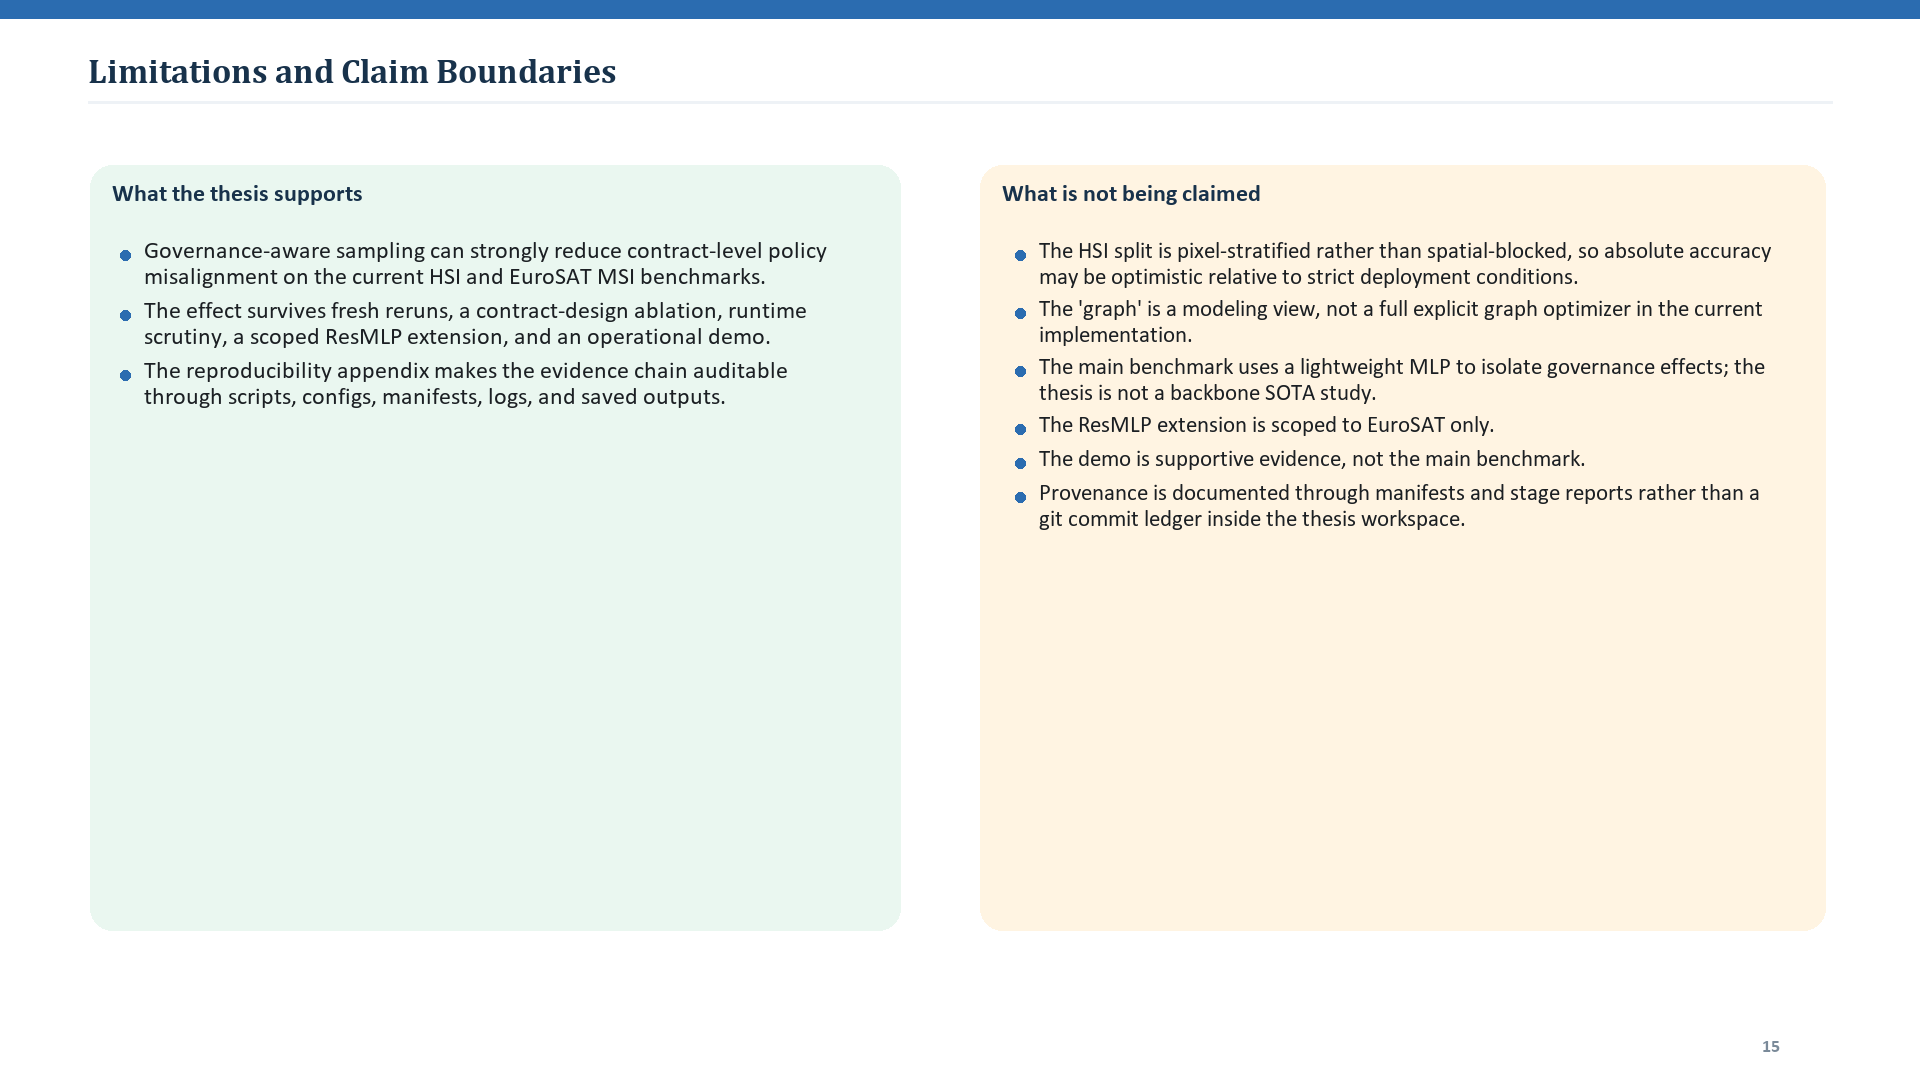 Limitations and Claim Boundaries
What the thesis supports
Governance-aware sampling can strongly reduce contract-level policy
misalignment on the current HSI and EuroSAT MSI benchmarks.
The effect survives fresh reruns, a contract-design ablation, runtime
scrutiny, a scoped ResMLP extension, and an operational demo.
The reproducibility appendix makes the evidence chain auditable
through scripts, configs, manifests, logs, and saved outputs.
What is not being claimed
The HSI split is pixel-stratified rather than spatial-blocked, so absolute accuracy
may be optimistic relative to strict deployment conditions.
The 'graph' is a modeling view, not a full explicit graph optimizer in the current
implementation.
The main benchmark uses a lightweight MLP to isolate governance effects; the
thesis is not a backbone SOTA study.
The ResMLP extension is scoped to EuroSAT only.
The demo is supportive evidence, not the main benchmark.
Provenance is documented through manifests and stage reports rather than a
git commit ledger inside the thesis workspace.
15